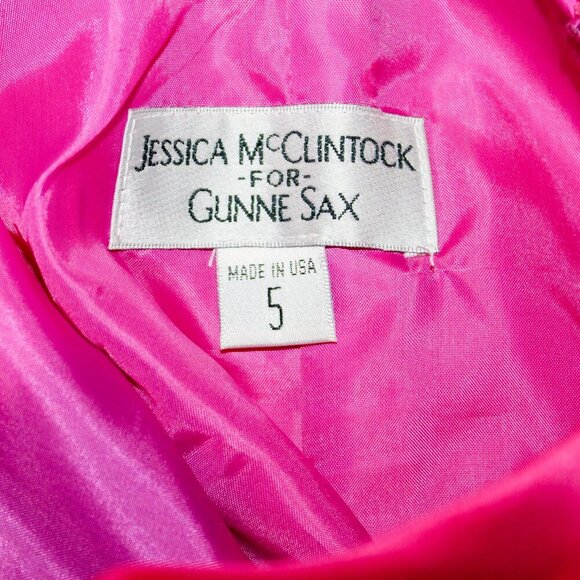 JESSICA McCLINTOCK
-FOR-
GUNNE SAX
MADE IN USA
5